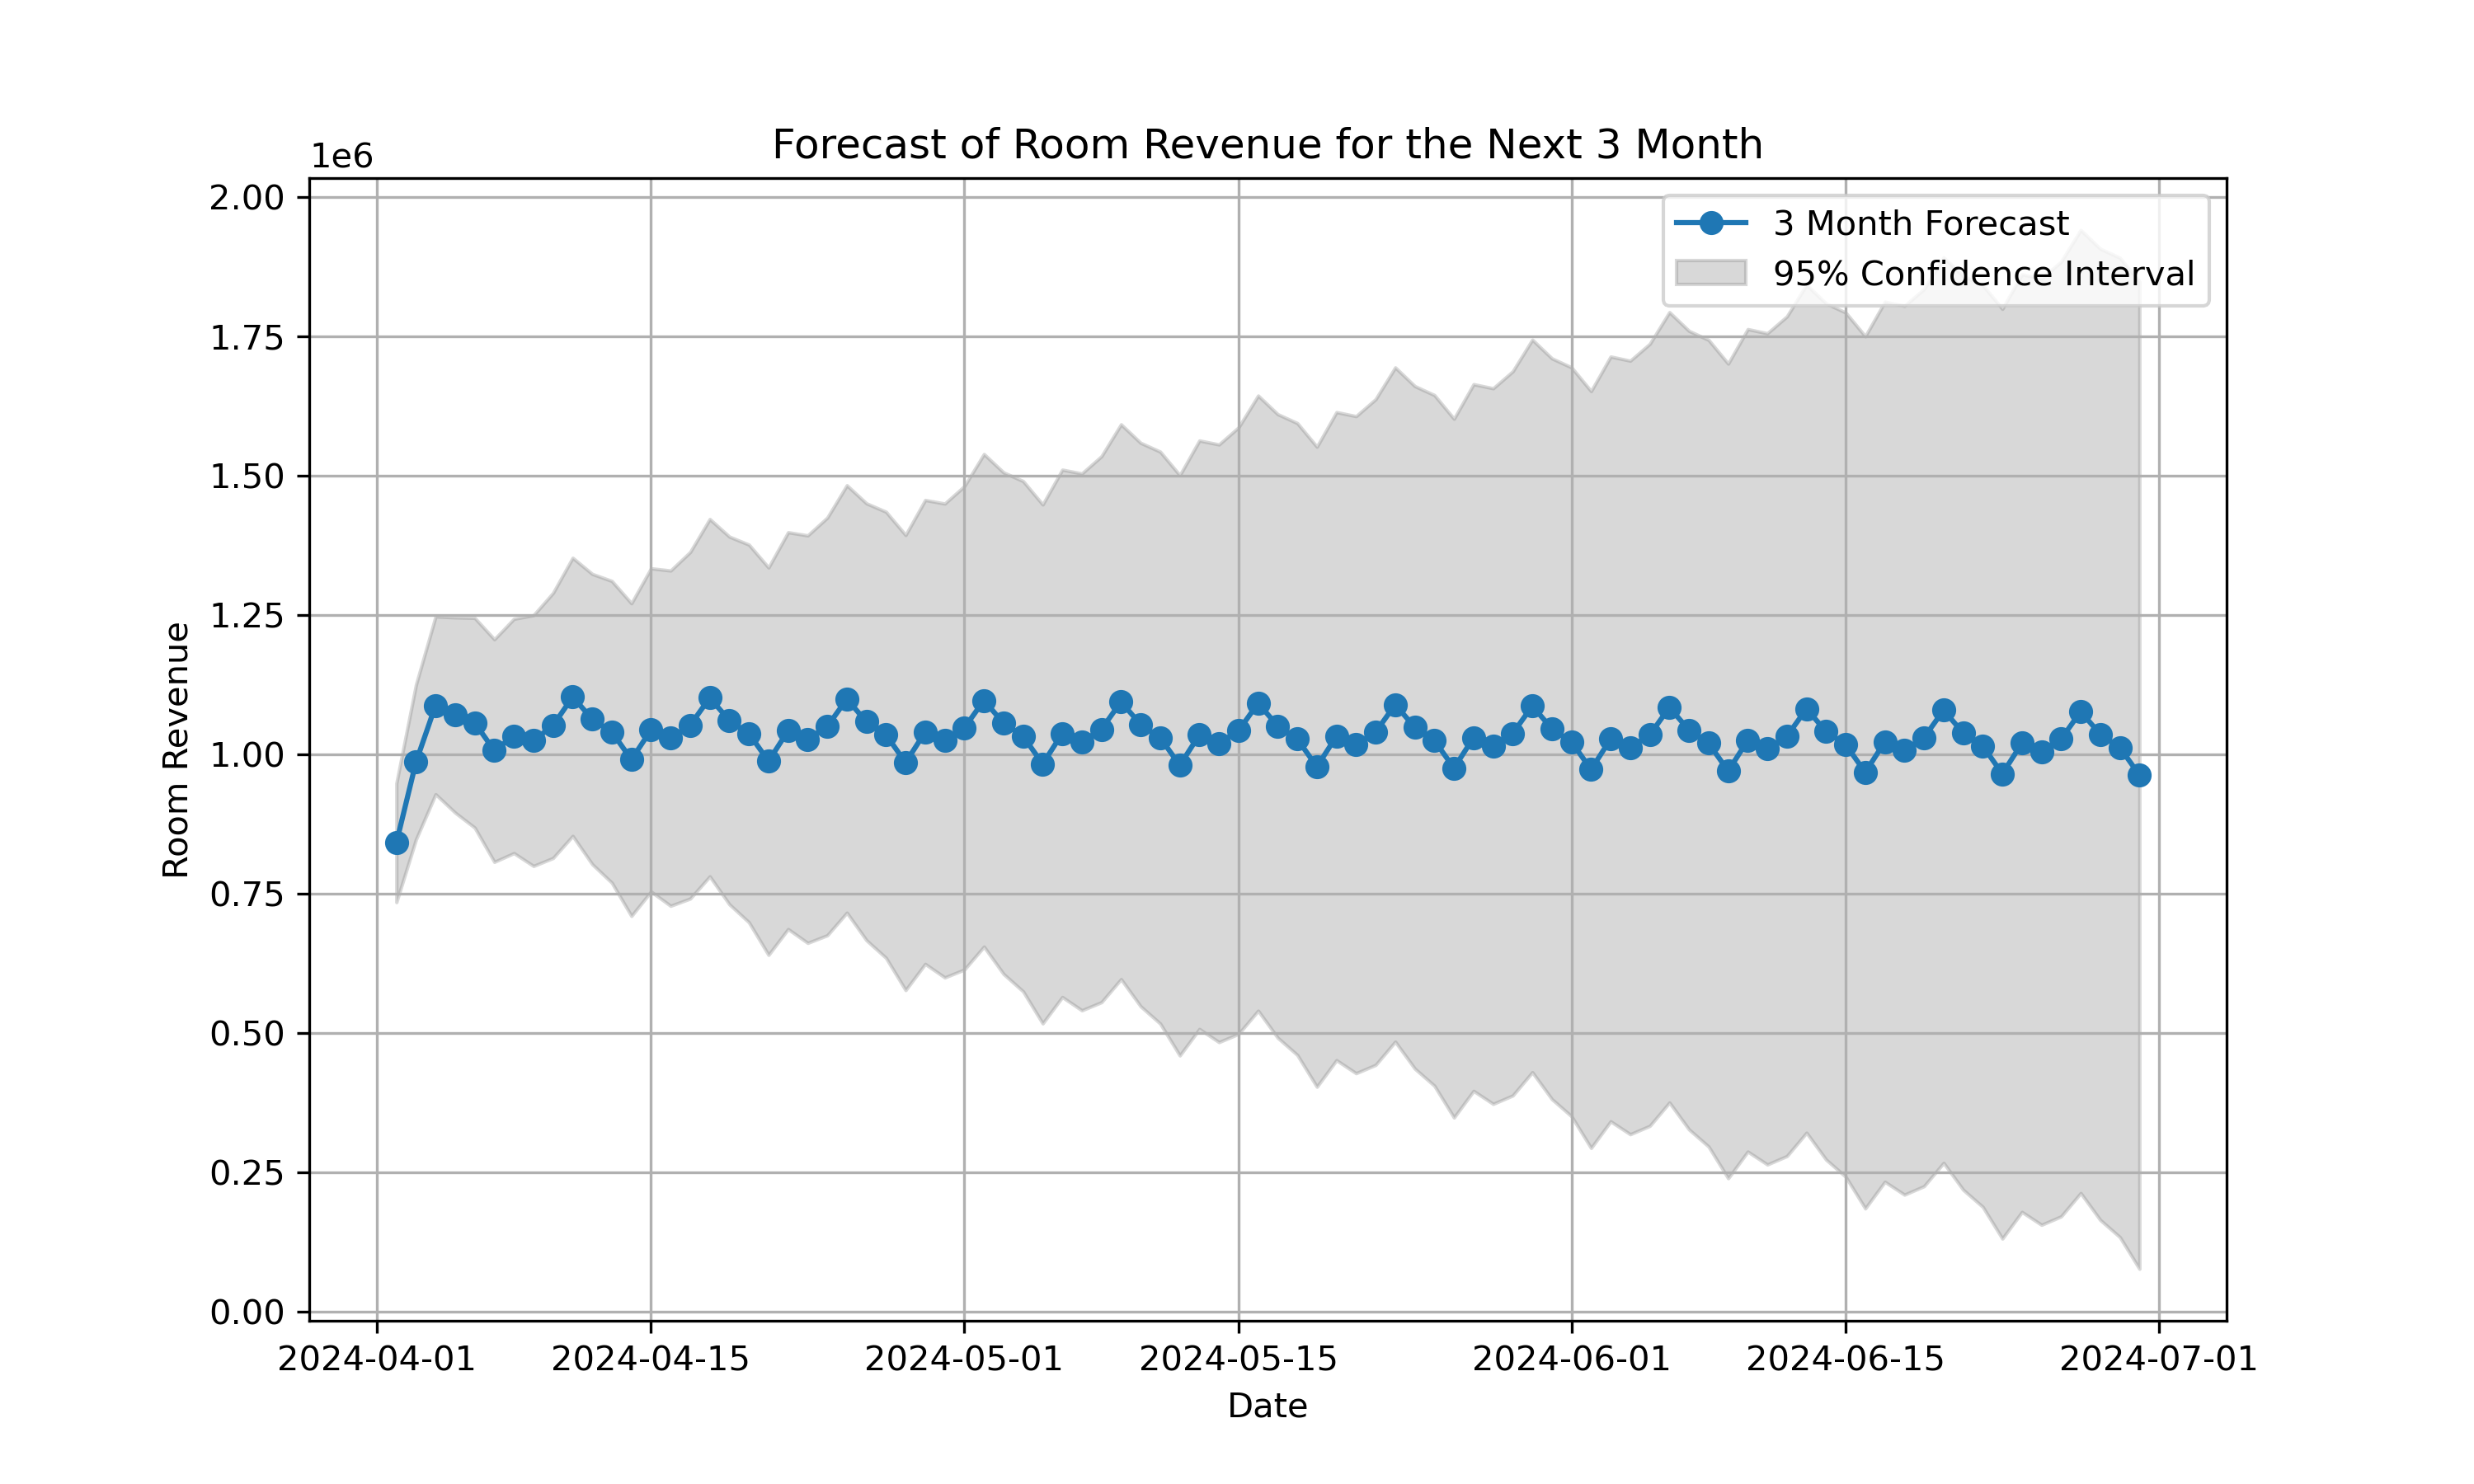 Forecast of Room Revenue for the Next 3 Month
1e6
2.00
1.75
1.50
1.25
1.00
0.75
0.50
0.25
0.00
Room Revenue
3 Month Forecast
95% Confidence Interval
2024-04-01 2024-04-15 2024-05-01 2024-05-15 2024-06-01 2024-06-15 2024-07-01
Date